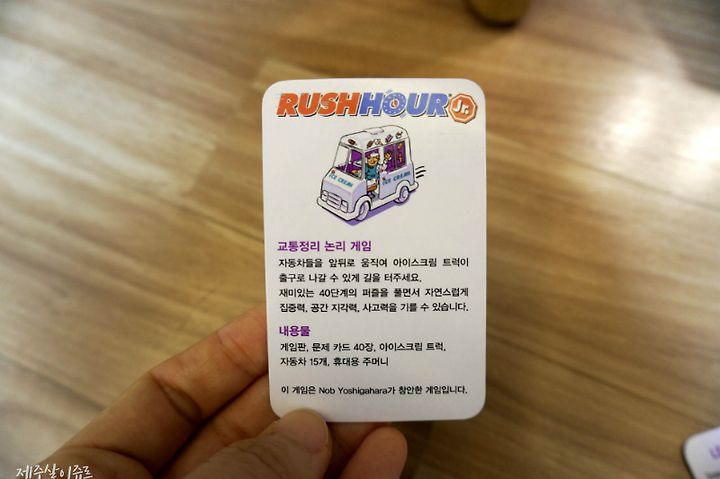 RUSHHOUR Jr.
ICE CREAM
ICE CREAM
교통정리 논리 게임
자동차들을 앞뒤로 움직여 아이스크림 트럭이
출구로 나갈 수 있게 길을 터주세요.
재미있는 40단계의 퍼즐을 풀면서 자연스럽게
집중력, 공간 지각력, 사고력을 기를 수 있습니다.
내용물
게임판, 문제 카드 40장, 아이스크림 트럭,
자동차 15개, 휴대용 주머니
이 게임은 Nob Yoshigahara가 창안한 게임입니다.
제주살이쥬르